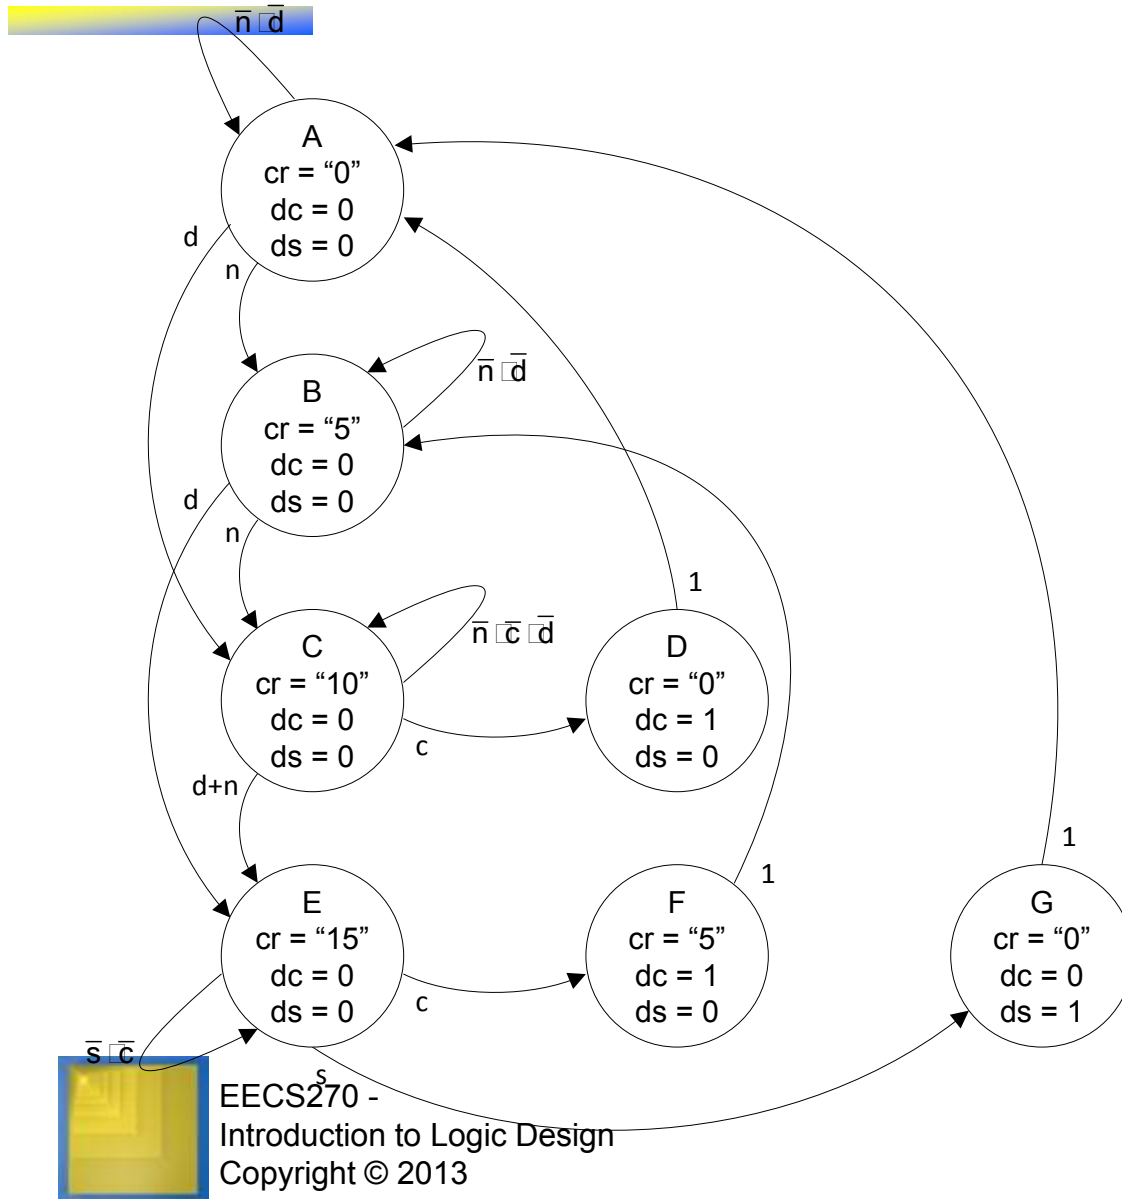 n̅ · d̅
A
cr = “0”
dc = 0
ds = 0
d
n
B
cr = “5”
dc = 0
ds = 0
n̅ · d̅
d
n
1
C
cr = “10”
dc = 0
ds = 0
n̅ · c̅ · d̅
c
D
cr = “0”
dc = 1
ds = 0
d+n
1
1
E
cr = “15”
dc = 0
ds = 0
c
F
cr = “5”
dc = 1
ds = 0
G
cr = “0”
dc = 0
ds = 1
s̅ · c̅
s
EECS270 -
Introduction to Logic Design
Copyright © 2013